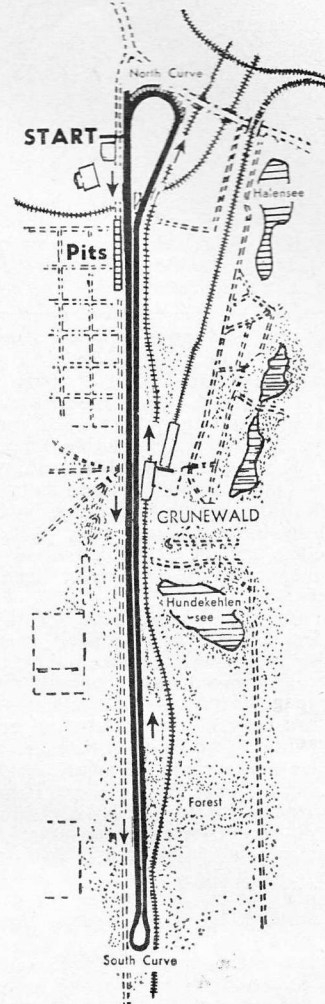 North Curve
START
Halensee
Pits
GRUNEWALD
Hundekehlen-
see
Forest
South Curve